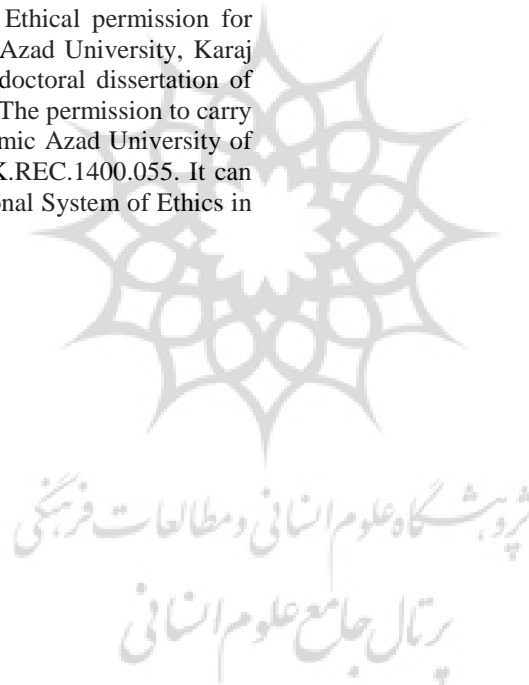 Ethical permission for
Azad University, Karaj
doctoral dissertation of
The permission to carry
mic Azad University of
K.REC.1400.055. It can
onal System of Ethics in
پژوهشگاه علوم انسانی و مطالعات فرهنگی
پرتال جامع علوم انسانی